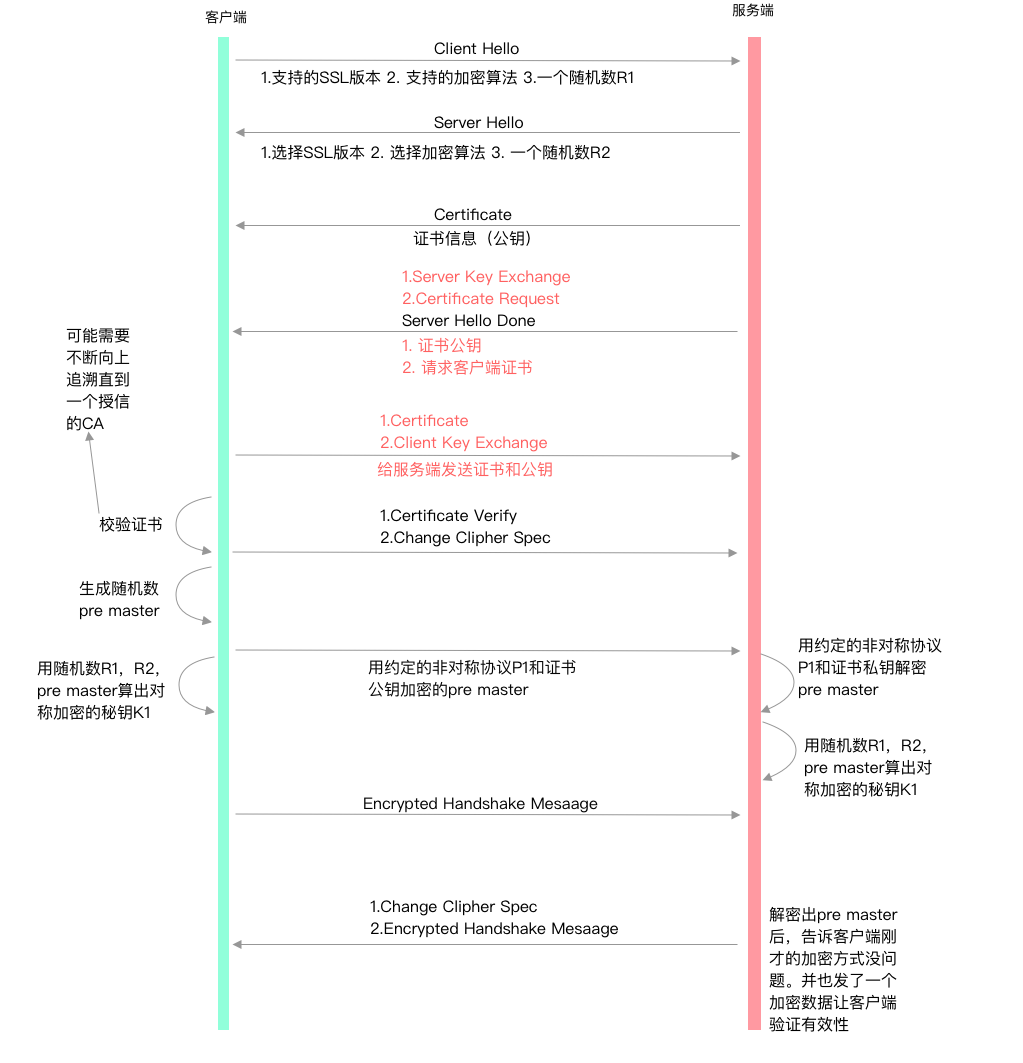 客户端
服务端
Client Hello
1.支持的SSL版本 2. 支持的加密算法 3.一个随机数R1
Server Hello
1.选择SSL版本 2. 选择加密算法 3. 一个随机数R2
Certificate
证书信息（公钥）
1.Server Key Exchange
2.Certificate Request
Server Hello Done
1. 证书公钥
2. 请求客户端证书
可能需要
不断向上
追溯直到
一个授信
的CA
1.Certificate
2.Client Key Exchange
给服务端发送证书和公钥
校验证书
1.Certificate Verify
2.Change Clipher Spec
生成随机数
pre master
用约定的非对称协议P1和证书
公钥加密的pre master
用随机数R1，R2，
pre master算出对
称加密的秘钥K1
用约定的非对称协议
P1和证书私钥解密
pre master
用随机数R1，R2，
pre master算出对
称加密的秘钥K1
Encrypted Handshake Mesaage
1.Change Clipher Spec
2.Encrypted Handshake Mesaage
解密出pre master
后，告诉客户端刚
才的加密方式没问
题。并也发了一个
加密数据让客户端
验证有效性